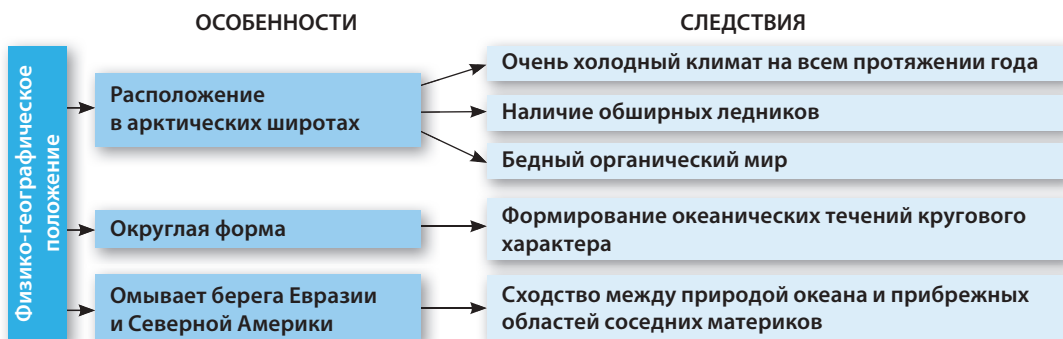 ОСОБЕННОСТИ
СЛЕДСТВИЯ
Физико-географическое
положение
Расположение
в арктических широтах
Очень холодный климат на всем протяжении года
Наличие обширных ледников
Бедный органический мир
Округлая форма
Формирование океанических течений кругового
характера
Омывает берега Евразии
и Северной Америки
Сходство между природой океана и прибрежных
областей соседних материков